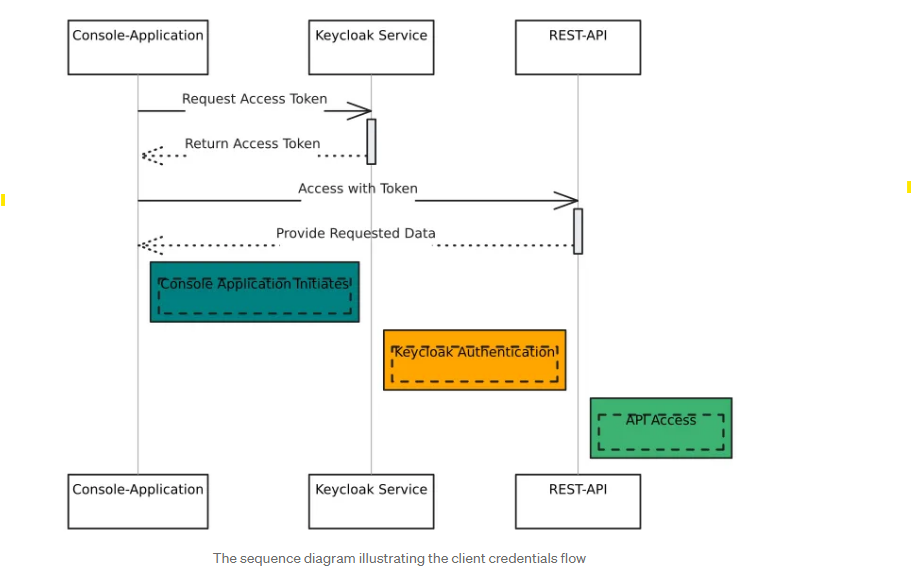 Console-Application
Keycloak Service
REST-API
Request Access Token
Return Access Token
Access with Token
Provide Requested Data
Console Application Initiates
Keycloak Authentication
API Access
Console-Application
Keycloak Service
REST-API
The sequence diagram illustrating the client credentials flow